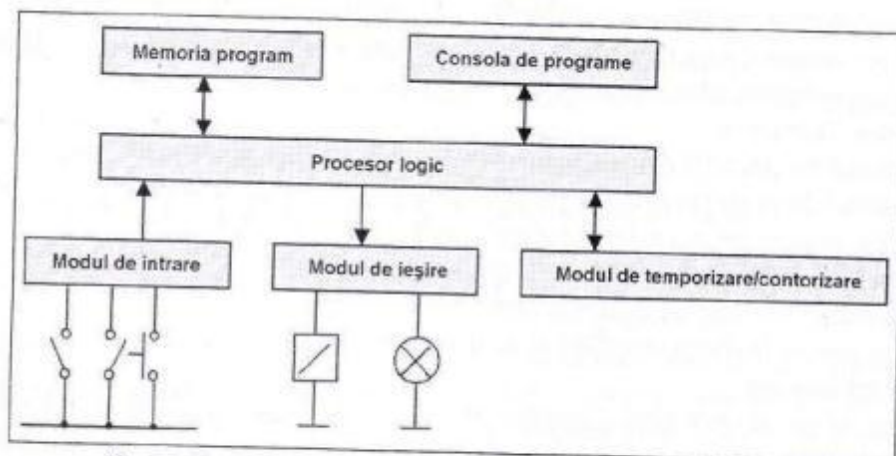 Memoria program
Consola de programe
Procesor logic
Modul de intrare
Modul de ieşire
Modul de temporizare/contorizare